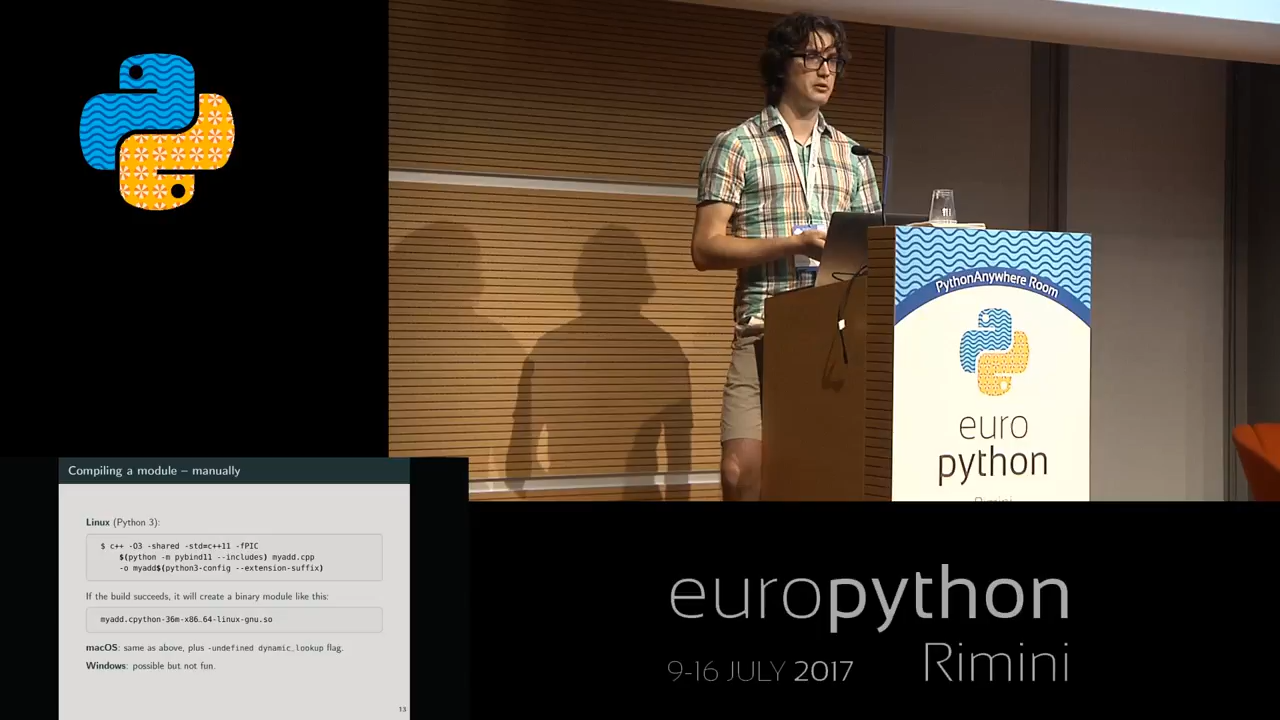 PythonAnywhere Room
euro
python
Compiling a module – manually
Linux (Python 3):
$ c++ -O3 -shared -std=c++11 -fPIC
$(python -m pybind11 --includes) myadd.cpp
-o myadd$(python3-config --extension-suffix)
If the build succeeds, it will create a binary module like this:
myadd.cpython-36m-x86_64-linux-gnu.so
macOS: same as above, plus -undefined dynamic_lookup flag.
Windows: possible but not fun.
13
europython
Rimini
9-16 JULY 2017